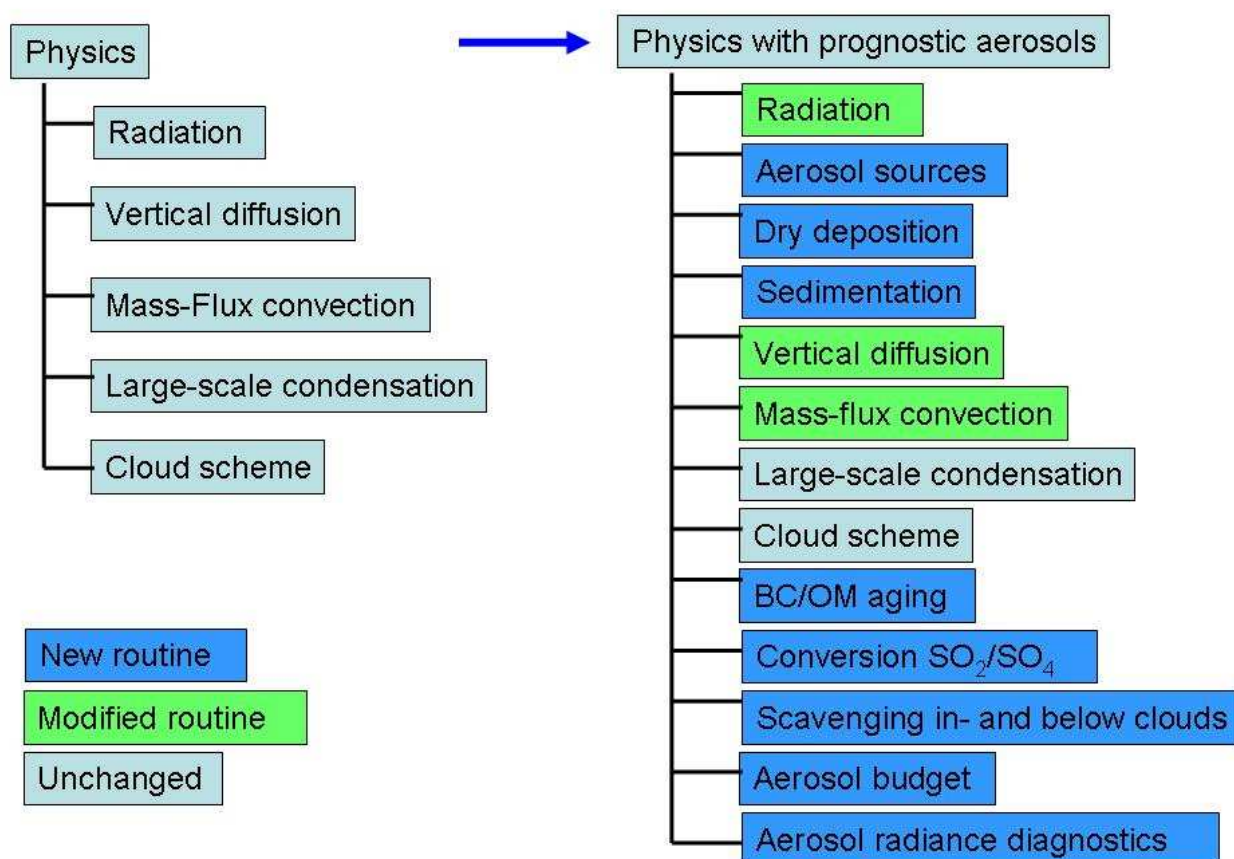 Physics
Radiation
Vertical diffusion
Mass-Flux convection
Large-scale condensation
Cloud scheme
New routine
Modified routine
Unchanged
Physics with prognostic aerosols
Radiation
Aerosol sources
Dry deposition
Sedimentation
Vertical diffusion
Mass-flux convection
Large-scale condensation
Cloud scheme
BC/OM aging
Conversion SO₂/SO₄
Scavenging in- and below clouds
Aerosol budget
Aerosol radiance diagnostics